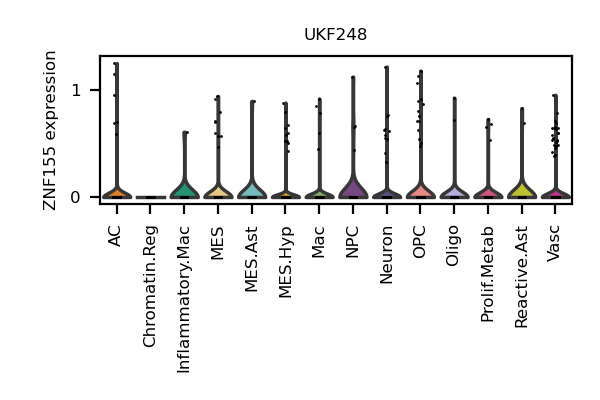 UKF248
ZNF155 expression
1
0
AC
Chromatin.Reg
Inflammatory.Mac
MES
MES.Ast
MES.Hyp
Mac
NPC
Neuron
OPC
Oligo
Prolif.Metab
Reactive.Ast
Vasc